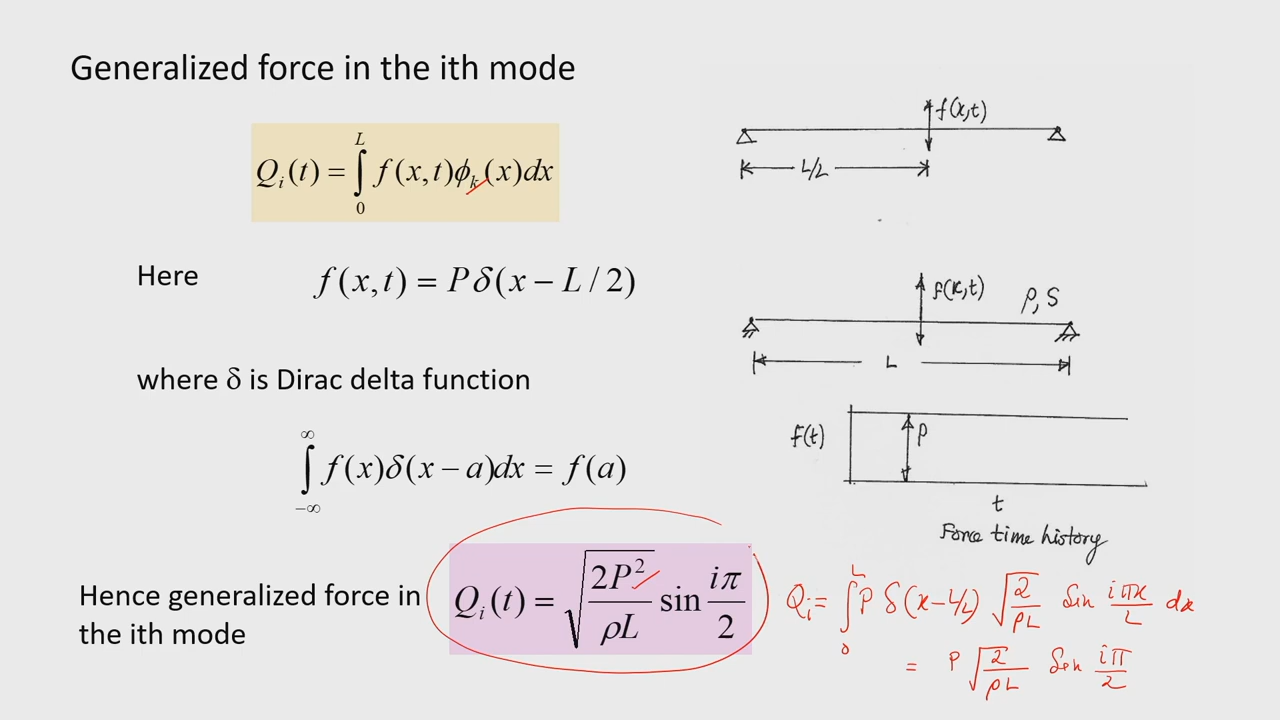 Generalized force in the ith mode
Q_i(t) = ∫_0^L f(x,t)ϕ_k(x)dx
Here f(x,t) = Pδ(x − L/2)
where δ is Dirac delta function
∫_{−∞}^{∞} f(x)δ(x − a)dx = f(a)
Hence generalized force in
the ith mode
Q_i(t) = √(2P²/ρL) sin iπ/2
f(x,t)
L/2
f(x,t) ρ, S
L
F(t) P
t
Force time history
Q_i = ∫_0^L P δ(x−L/2) √(2/ρL) Sin iπx/L dx
= P √(2/ρL) Sin iπ/2